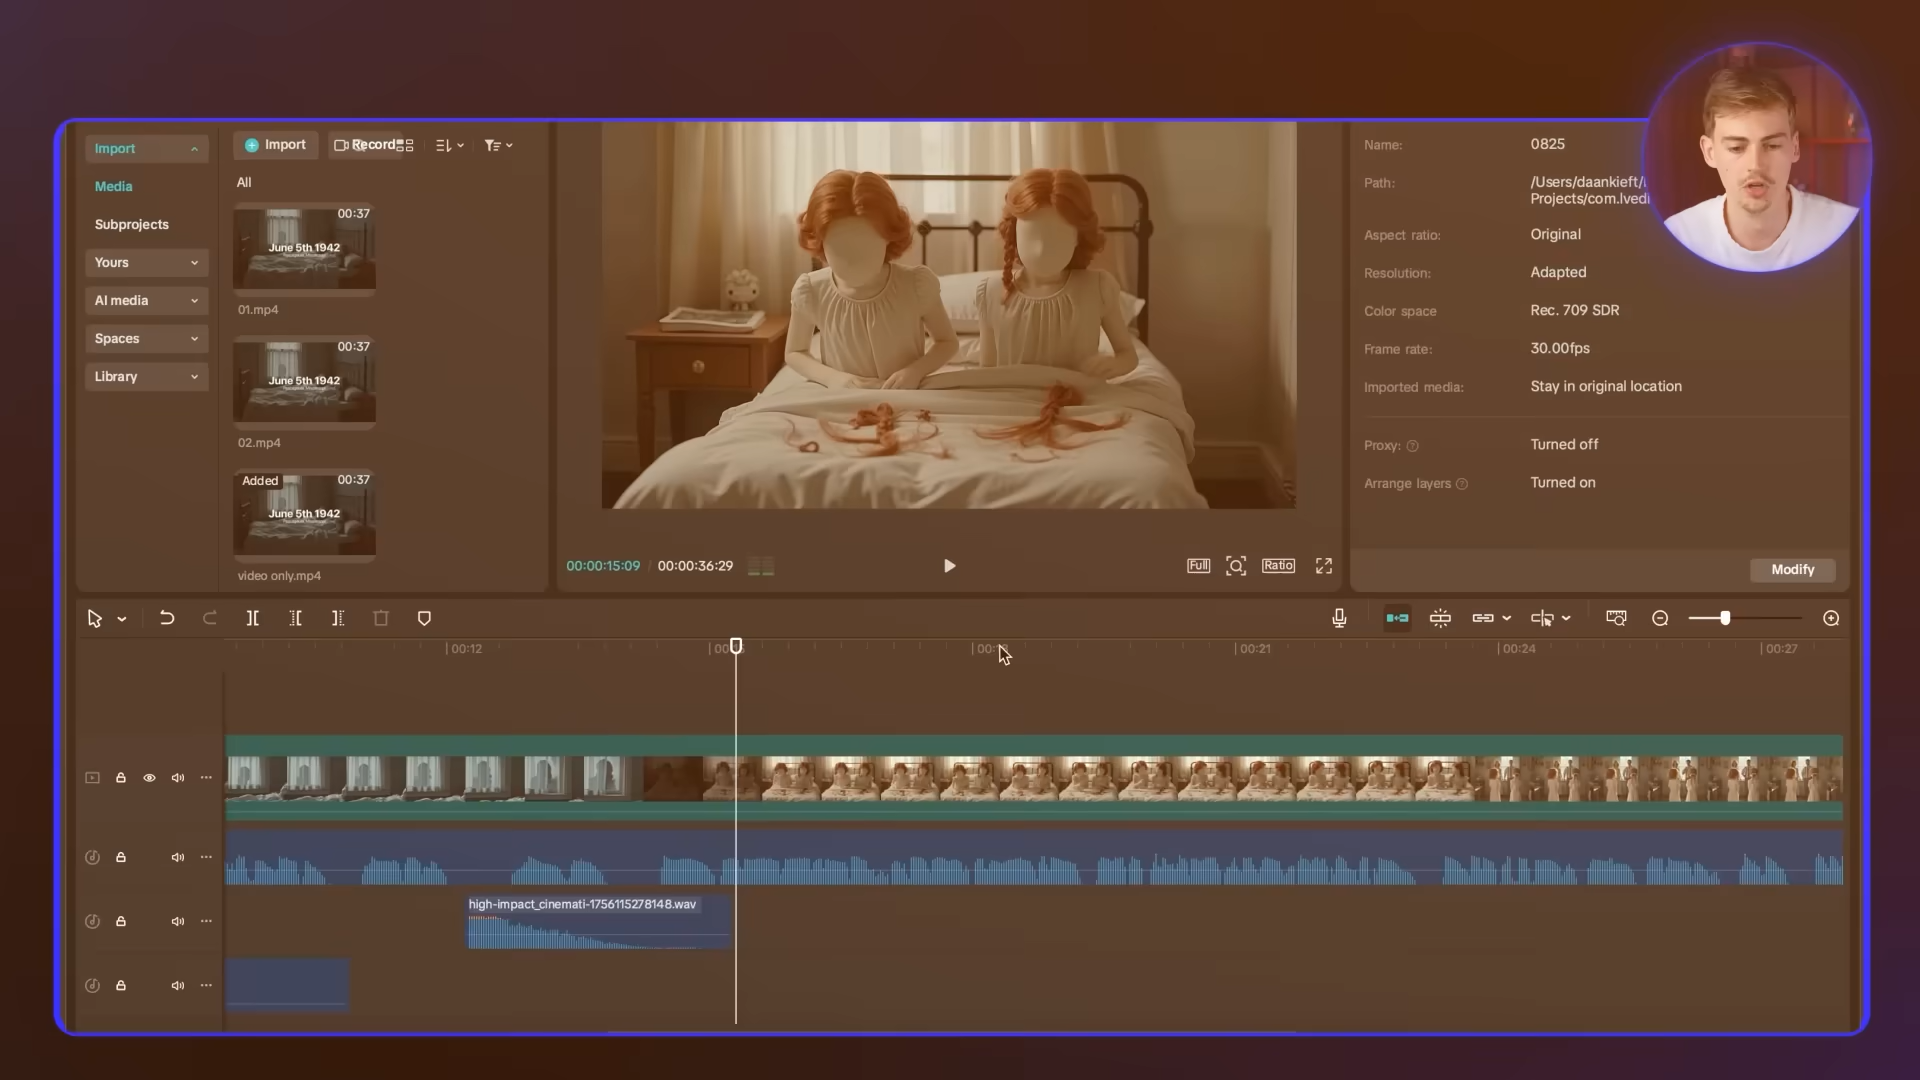 Import
Media
Subprojects
Yours
AI media
Spaces
Library
Import
Record
All
00:37
June 5th 1942
01.mp4
00:37
June 5th 1942
02.mp4
Added
00:37
June 5th 1942
video only.mp4
00:00:15:09 / 00:00:36:29
Full
Ratio
Name: 0825
Path: /Users/daankieft/
Projects/com.lved
Aspect ratio: Original
Resolution: Adapted
Color space Rec. 709 SDR
Frame rate: 30.00fps
Imported media: Stay in original location
Proxy: Turned off
Arrange layers Turned on
Modify
00:12
00:21
00:24
00:27
high-impact_cinemati-1756115278148.wav